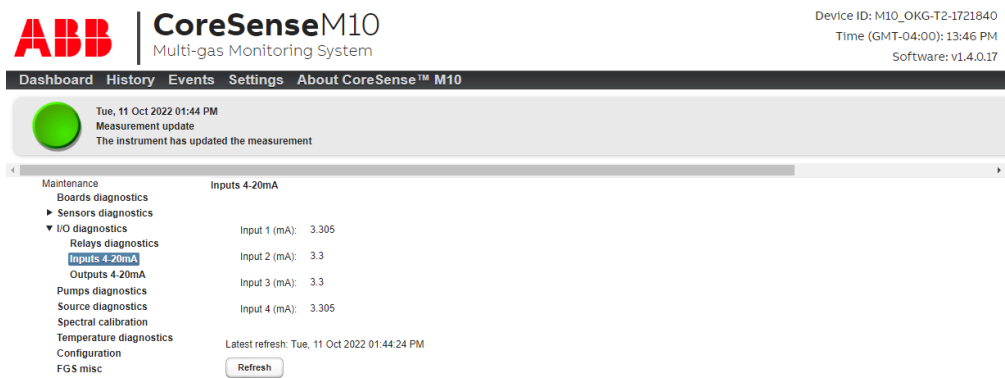 ABB
CoreSenseM10
Multi-gas Monitoring System
Device ID: M10_OKG-T2-1721840
Time (GMT-04:00): 13:46 PM
Software: v1.4.0.17
Dashboard History Events Settings About CoreSense™ M10
Tue, 11 Oct 2022 01:44 PM
Measurement update
The instrument has updated the measurement
Maintenance
Boards diagnostics
Sensors diagnostics
I/O diagnostics
Relays diagnostics
Inputs 4-20mA
Outputs 4-20mA
Pumps diagnostics
Source diagnostics
Spectral calibration
Temperature diagnostics
Configuration
FGS misc
Inputs 4-20mA
Input 1 (mA): 3.305
Input 2 (mA): 3.3
Input 3 (mA): 3.3
Input 4 (mA): 3.305
Latest refresh: Tue, 11 Oct 2022 01:44:24 PM
Refresh